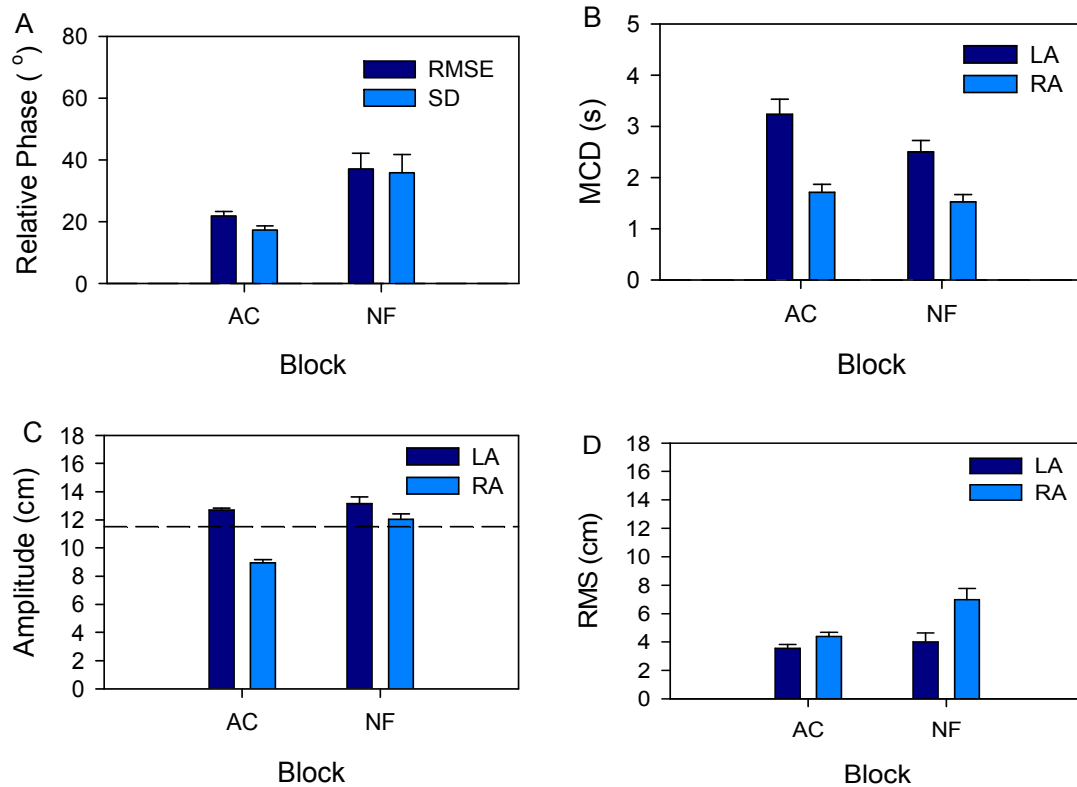 A
Relative Phase ( °)
80
60
40
20
0
RMSE
SD
AC
NF
Block
B
MCD (s)
5
4
3
2
1
0
LA
RA
AC
NF
Block
C
Amplitude (cm)
18
16
14
12
10
8
6
4
2
0
LA
RA
AC
NF
Block
D
RMS (cm)
18
16
14
12
10
8
6
4
2
0
LA
RA
AC
NF
Block